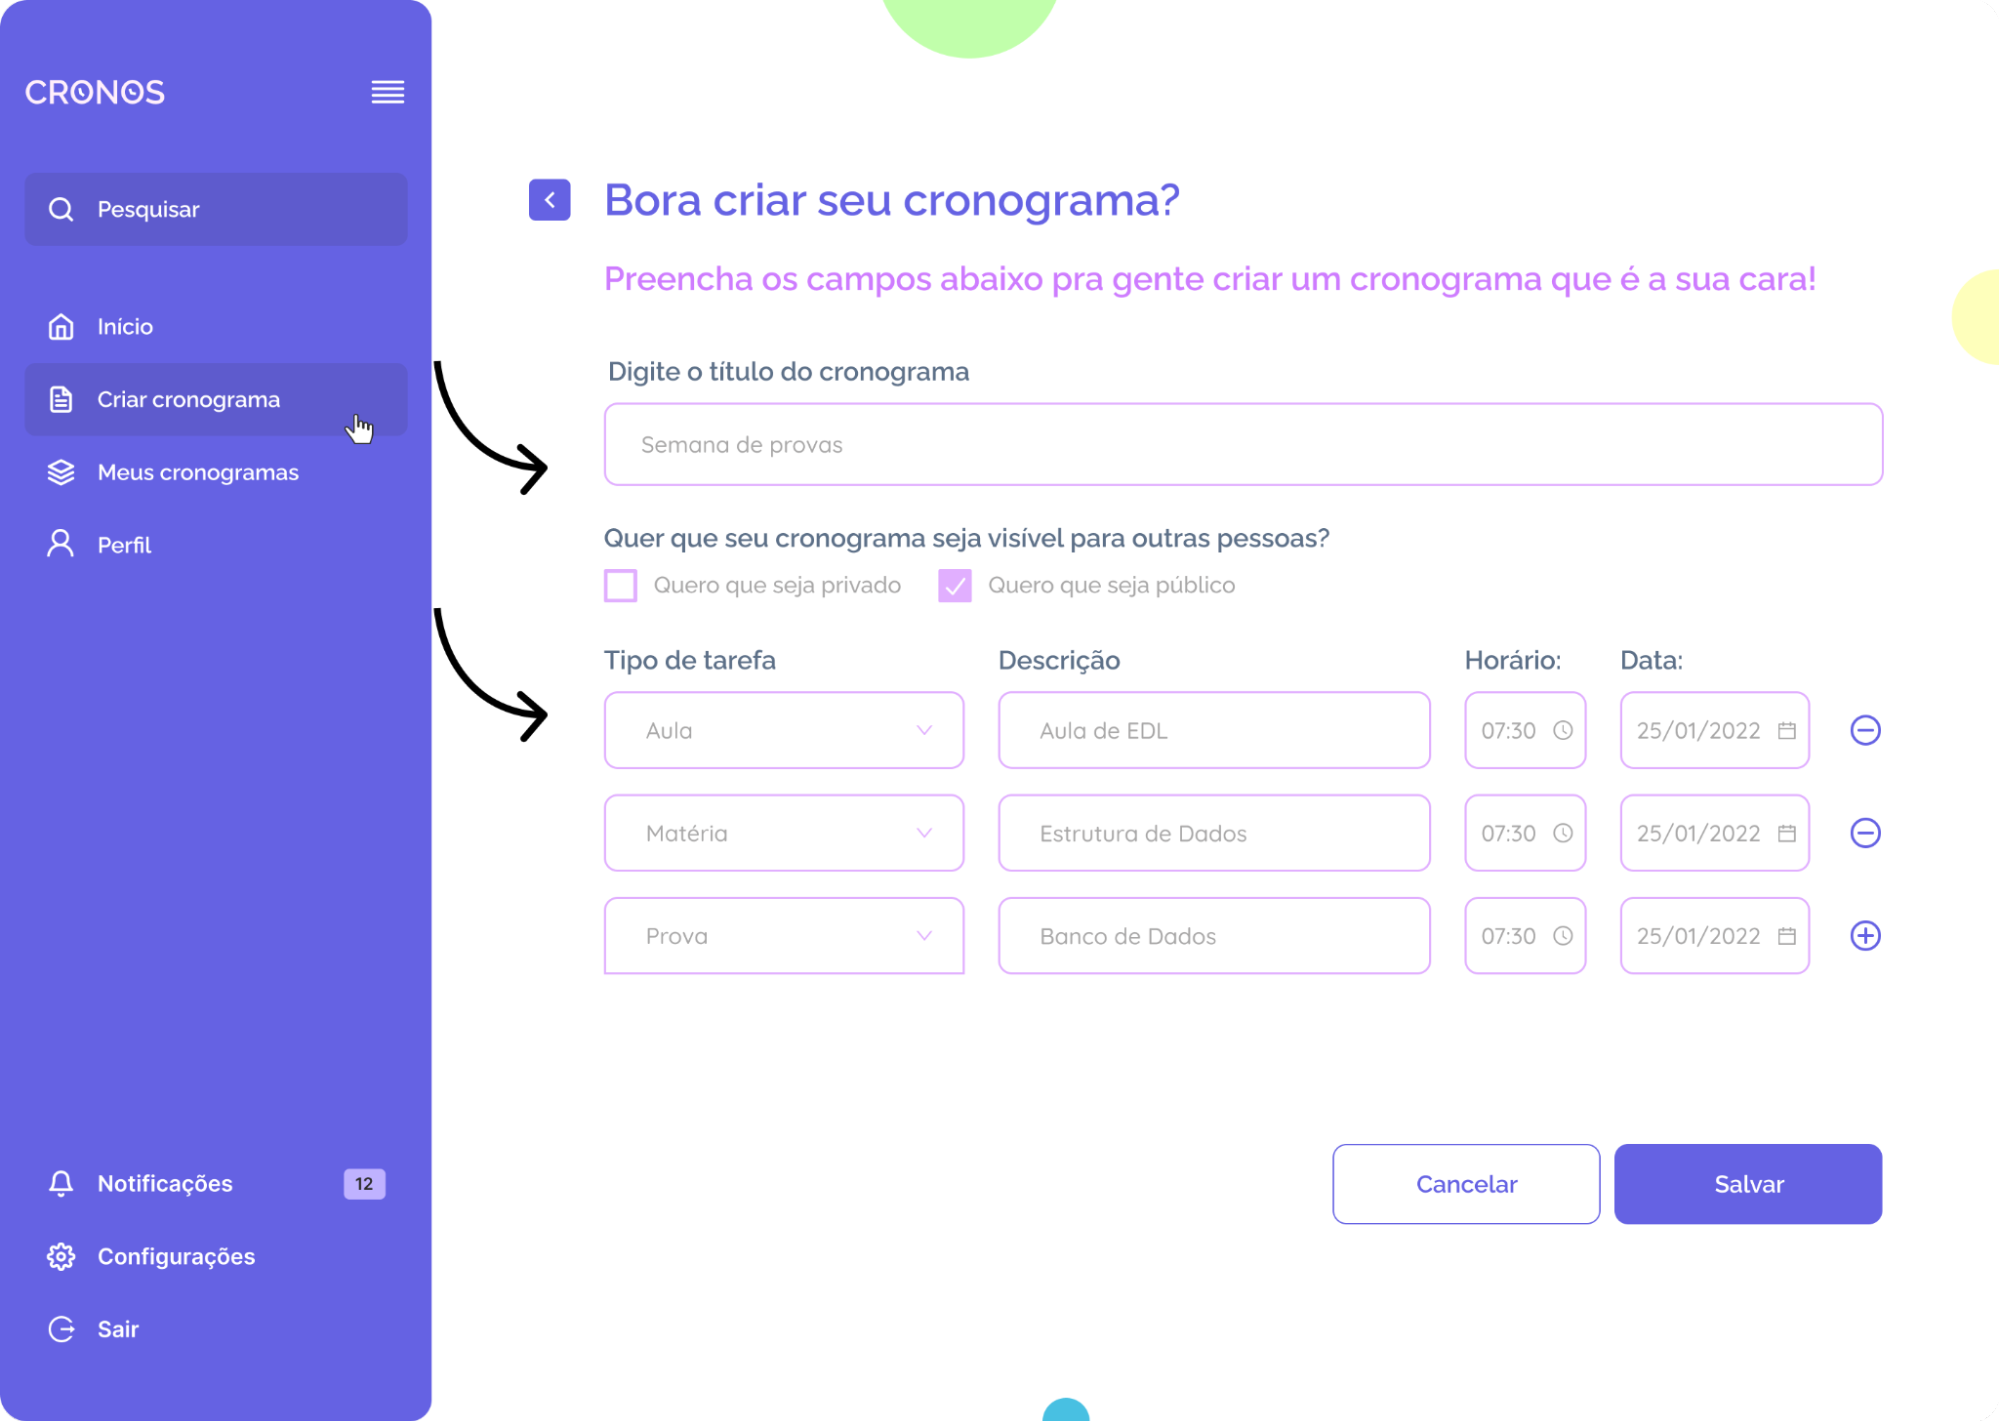 CRONOS
Pesquisar
Início
Criar cronograma
Meus cronogramas
Perfil
Notificações 12
Configurações
Sair
Bora criar seu cronograma?
Preencha os campos abaixo pra gente criar um cronograma que é a sua cara!
Digite o título do cronograma
Semana de provas
Quer que seu cronograma seja visível para outras pessoas?
Quero que seja privado Quero que seja público
Tipo de tarefa Descrição Horário: Data:
Aula Aula de EDL 07:30 25/01/2022
Matéria Estrutura de Dados 07:30 25/01/2022
Prova Banco de Dados 07:30 25/01/2022
Cancelar Salvar